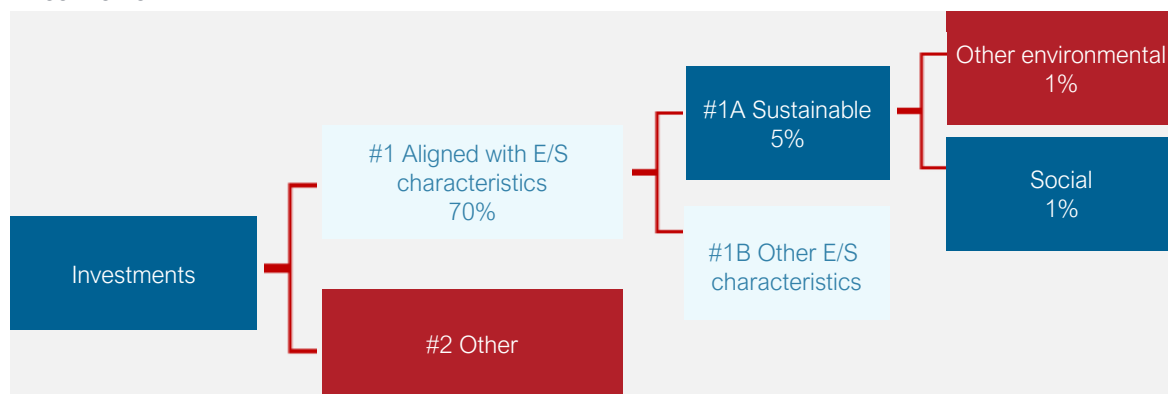 Investments
#1 Aligned with E/S
characteristics
70%
#2 Other
#1A Sustainable
5%
#1B Other E/S
characteristics
Other environmental
1%
Social
1%